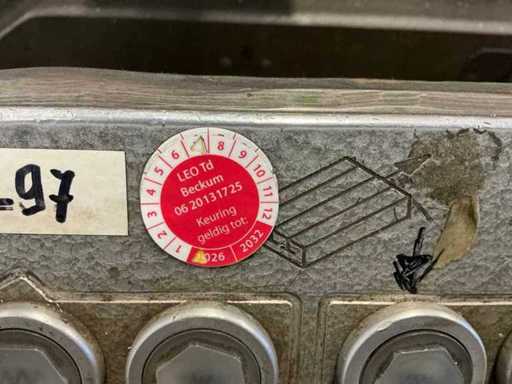 -97
LEO Td
Beckum
06 20131725
Keuring
geldig tot:
1 2 3 4 5 6 7 8 9 10 11 12
2026 2032